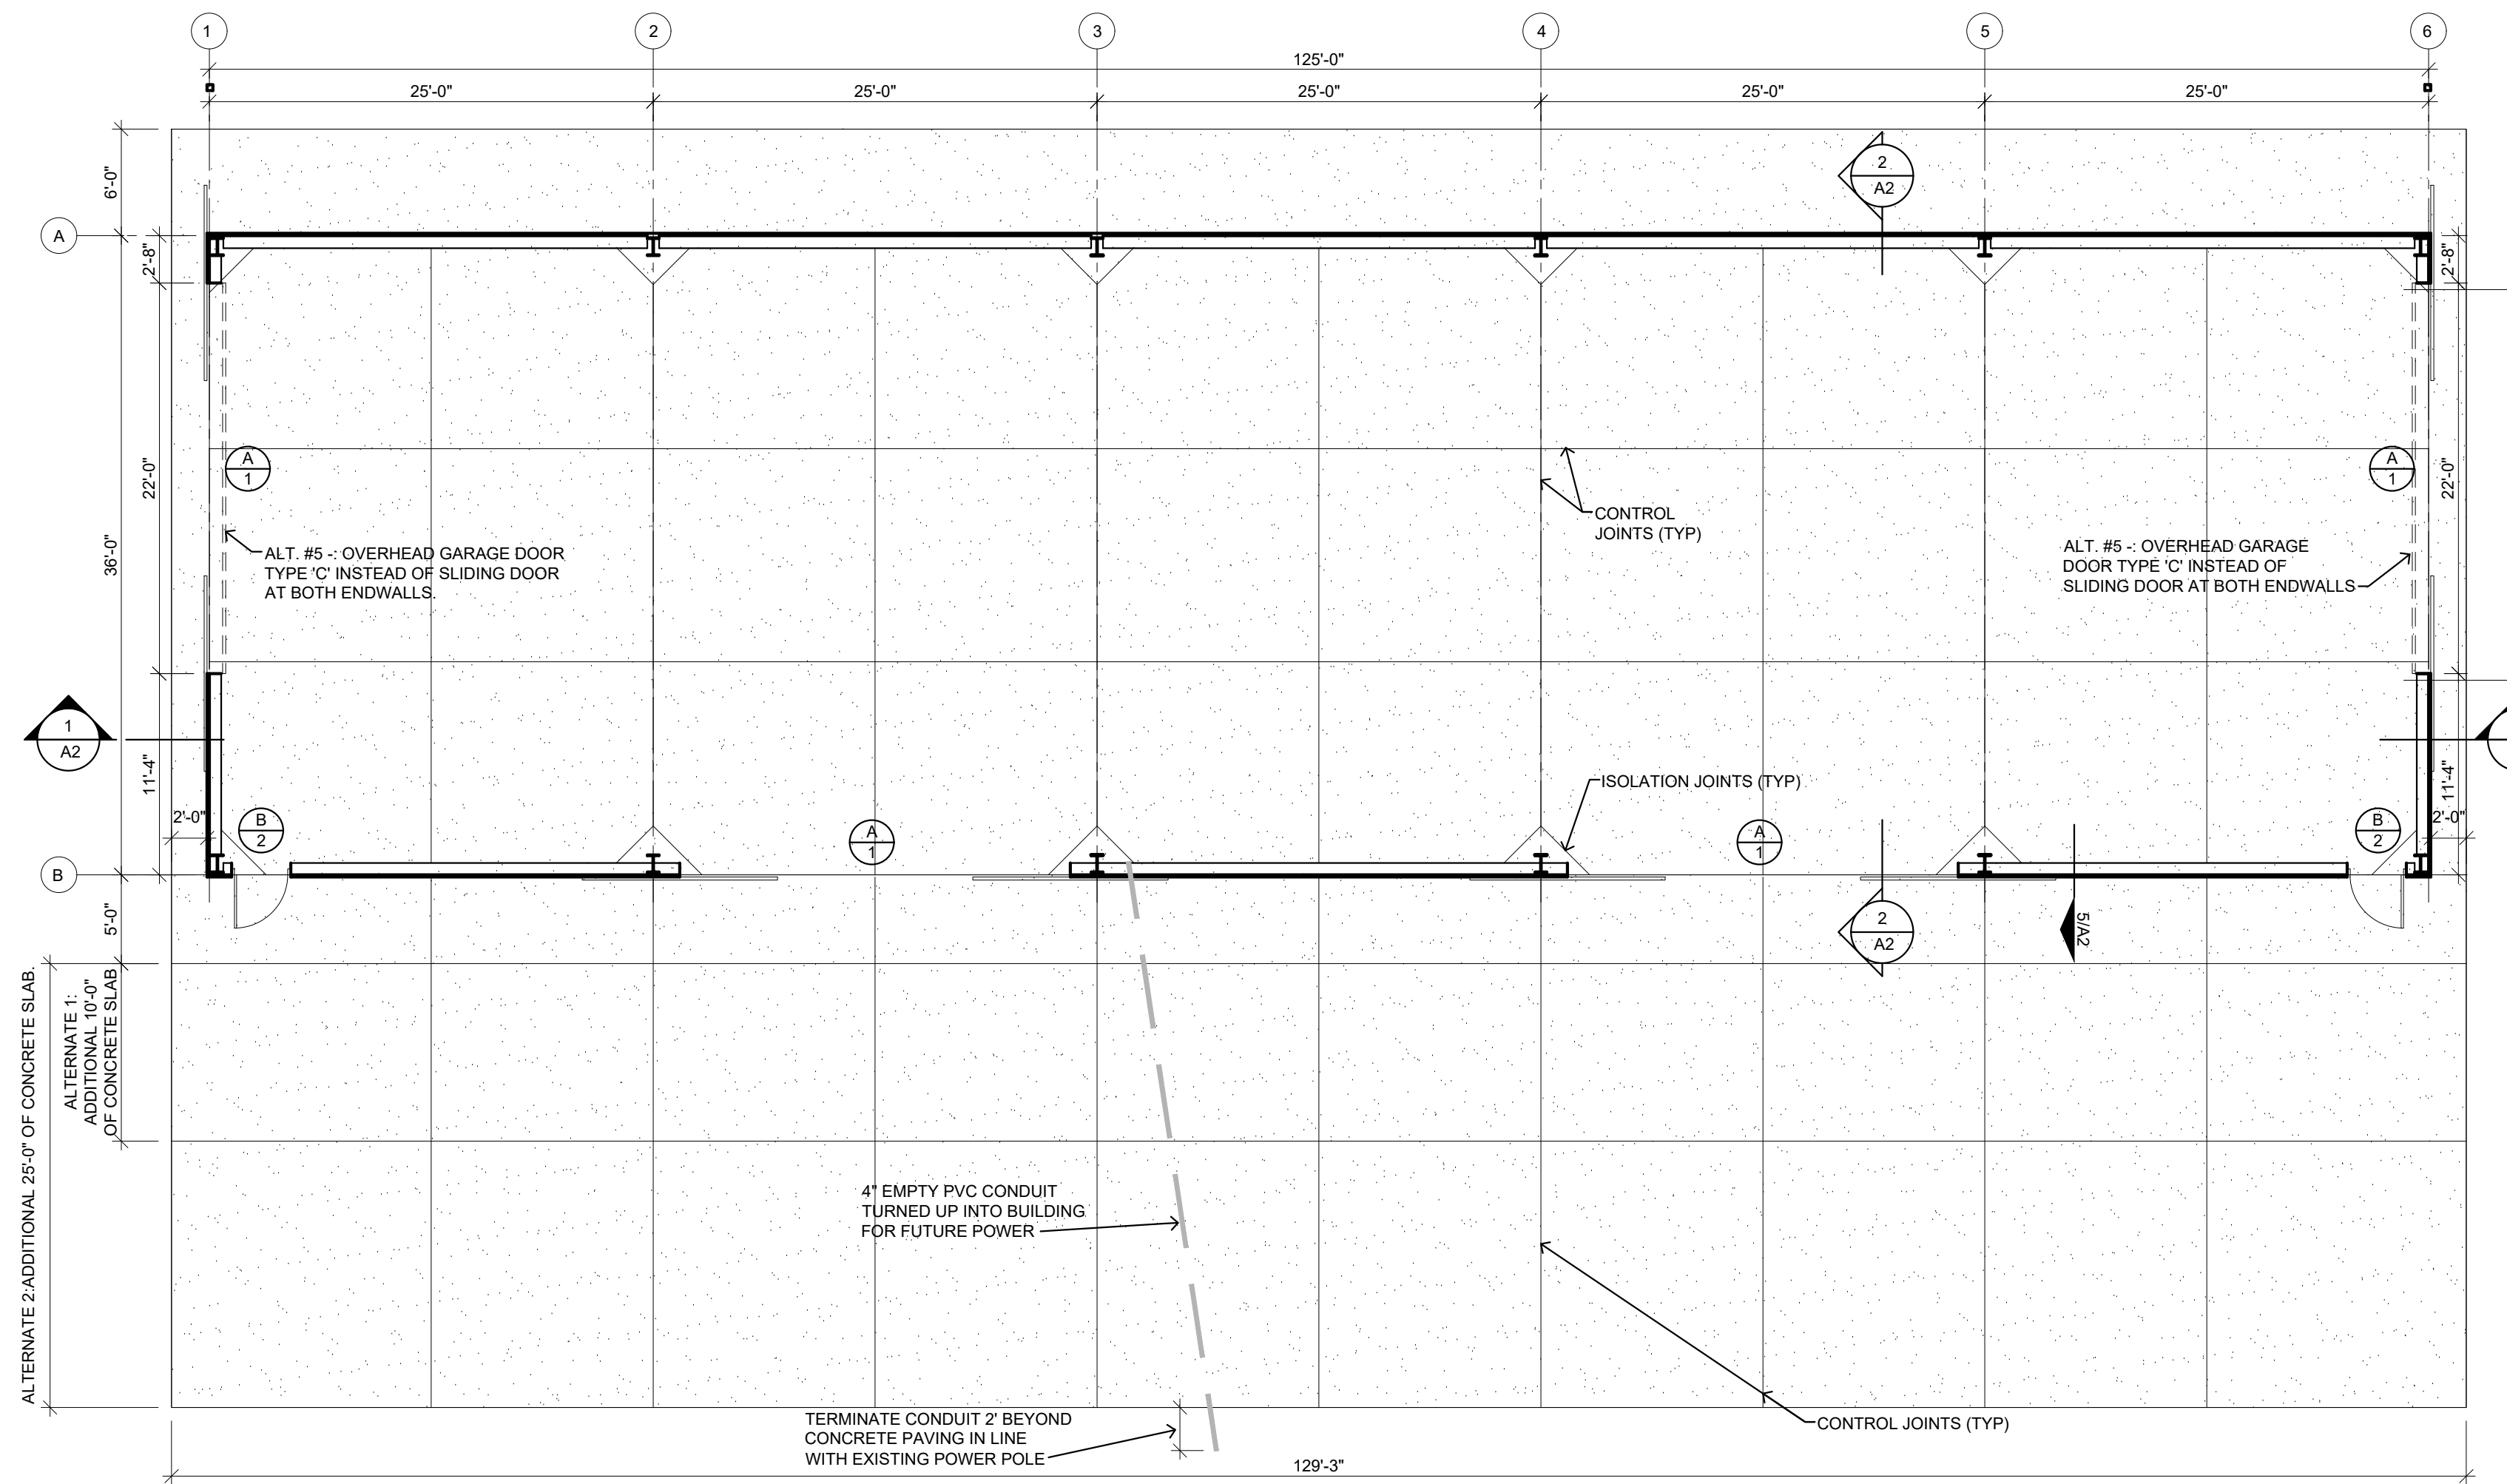 1
2
3
4
5
6
125'-0"
25'-0"
25'-0"
25'-0"
25'-0"
25'-0"
6'-0"
2
A2
A
2'-8"
2'-8"
A
1
A
1
22'-0"
22'-0"
CONTROL
JOINTS (TYP)
36'-0"
ALT. #5 -: OVERHEAD GARAGE DOOR
TYPE 'C' INSTEAD OF SLIDING DOOR
AT BOTH ENDWALLS.
ALT. #5 -: OVERHEAD GARAGE
DOOR TYPE 'C' INSTEAD OF
SLIDING DOOR AT BOTH ENDWALLS
1
A2
11'-4"
11'-4"
ISOLATION JOINTS (TYP)
2'-0"
2'-0"
B
2
A
1
A
1
B
2
B
5'-0"
2
A2
5/A2
ALTERNATE 2:ADDITIONAL 25'-0" OF CONCRETE SLAB.
ALTERNATE 1:
ADDITIONAL 10'-0"
OF CONCRETE SLAB
4" EMPTY PVC CONDUIT
TURNED UP INTO BUILDING
FOR FUTURE POWER
TERMINATE CONDUIT 2' BEYOND
CONCRETE PAVING IN LINE
WITH EXISTING POWER POLE
CONTROL JOINTS (TYP)
129'-3"